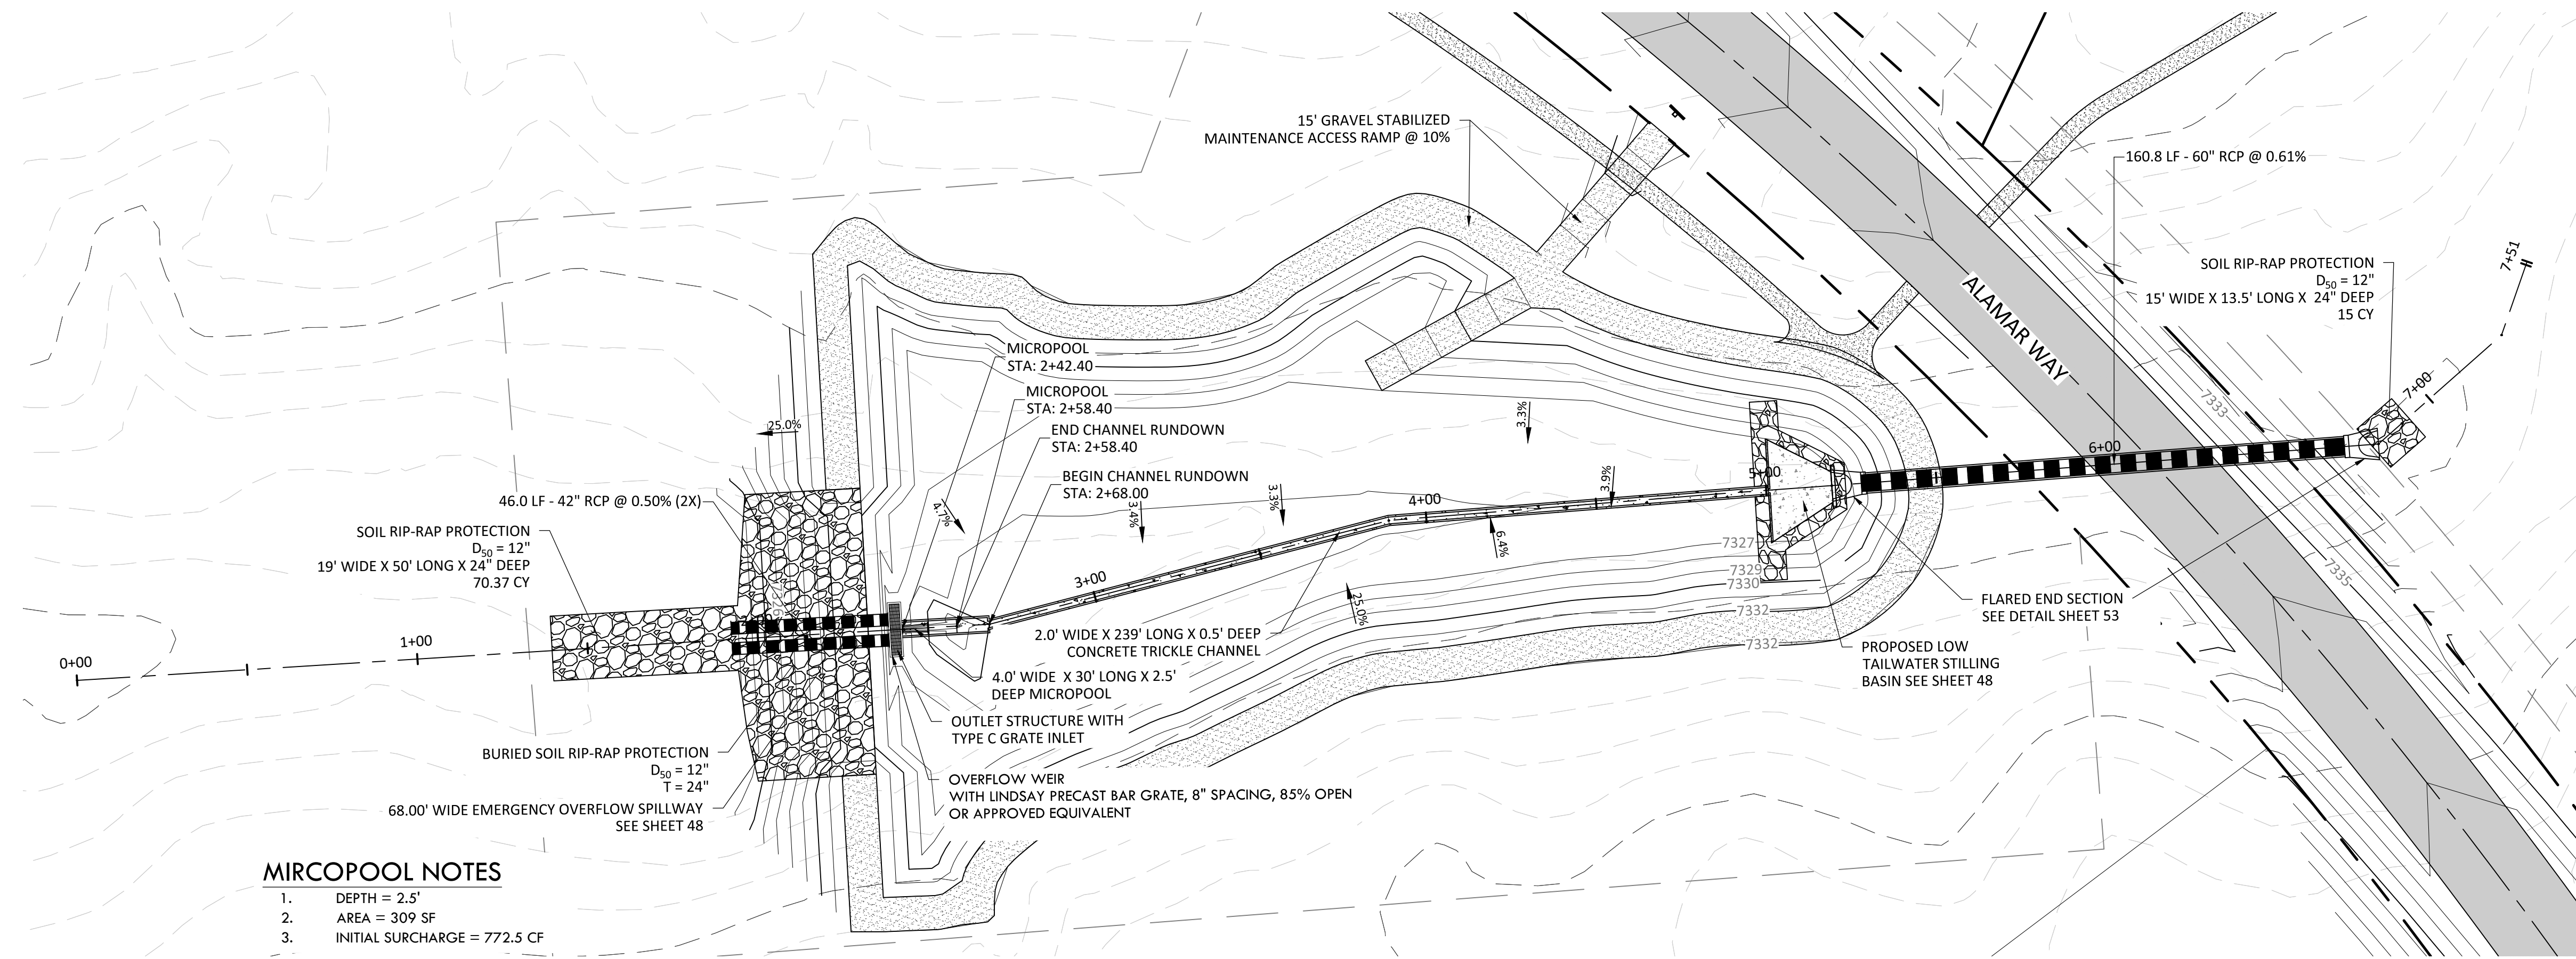 15' GRAVEL STABILIZED
MAINTENANCE ACCESS RAMP @ 10%
160.8 LF - 60" RCP @ 0.61%
ALAMAR WAY
SOIL RIP-RAP PROTECTION
D50 = 12"
15' WIDE X 13.5' LONG X 24" DEEP
15 CY
7+51
7+00
7333
7335
6+00
5+00
4+00
3+00
1+00
0+00
MICROPOOL
STA: 2+42.40
MICROPOOL
STA: 2+58.40
END CHANNEL RUNDOWN
STA: 2+58.40
BEGIN CHANNEL RUNDOWN
STA: 2+68.00
25.0%
4.7%
3.4%
3.3%
3.3%
3.9%
6.4%
25.0%
46.0 LF - 42" RCP @ 0.50% (2X)
SOIL RIP-RAP PROTECTION
D50 = 12"
19' WIDE X 50' LONG X 24" DEEP
70.37 CY
7327
7329
7330
7332
7332
2.0' WIDE X 239' LONG X 0.5' DEEP
CONCRETE TRICKLE CHANNEL
4.0' WIDE X 30' LONG X 2.5'
DEEP MICROPOOL
OUTLET STRUCTURE WITH
TYPE C GRATE INLET
OVERFLOW WEIR
WITH LINDSAY PRECAST BAR GRATE, 8" SPACING, 85% OPEN
OR APPROVED EQUIVALENT
FLARED END SECTION
SEE DETAIL SHEET 53
PROPOSED LOW
TAILWATER STILLING
BASIN SEE SHEET 48
BURIED SOIL RIP-RAP PROTECTION
D50 = 12"
T = 24"
68.00' WIDE EMERGENCY OVERFLOW SPILLWAY
SEE SHEET 48
MIRCOPOOL NOTES
1. DEPTH = 2.5'
2. AREA = 309 SF
3. INITIAL SURCHARGE = 772.5 CF